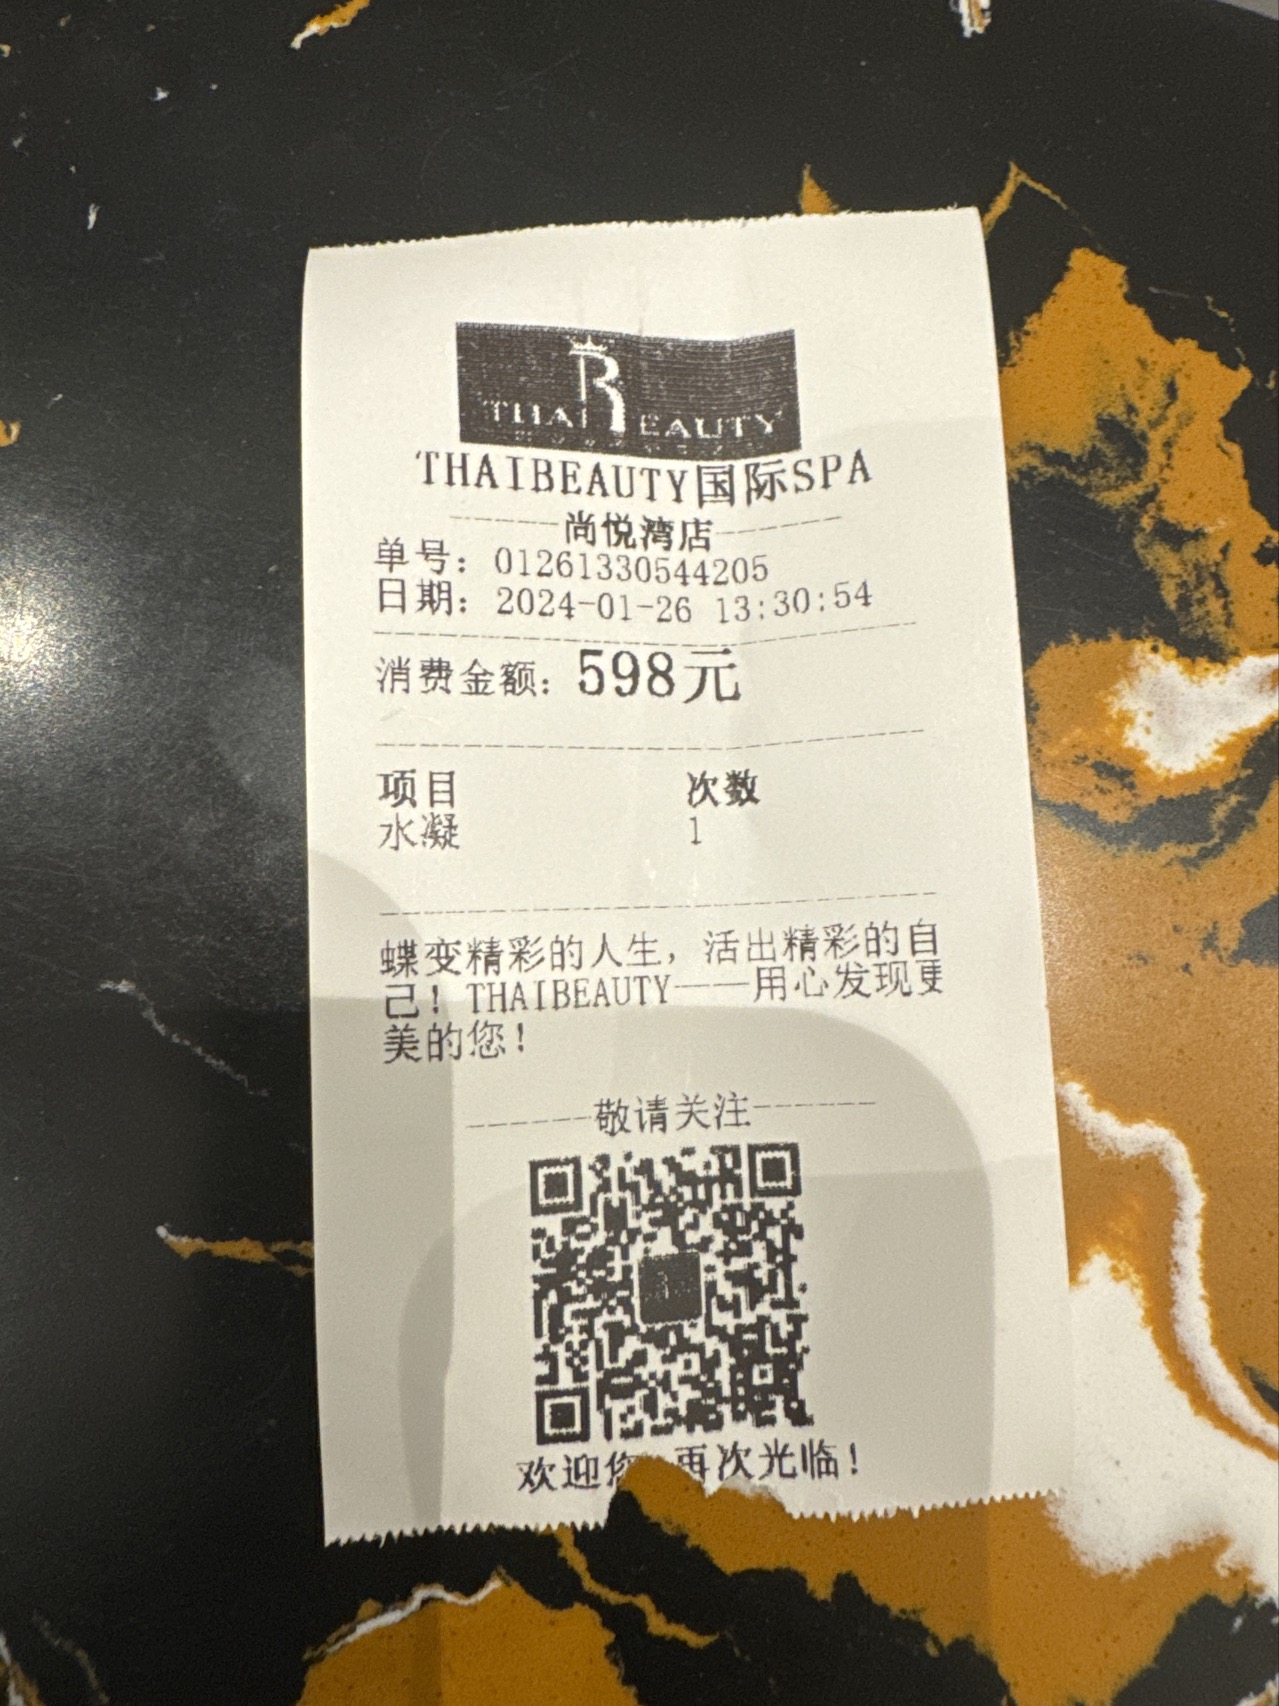 THAI BEAUTY
THAIBEAUTY国际SPA
尚悦湾店
单号：01261330544205
日期：2024-01-26 13:30:54
消费金额：598元
项目 次数
水凝 1
蝶变精彩的人生，活出精彩的自
己！THAIBEAUTY——用心发现更
美的您！
敬请关注
欢迎您 再次光临！